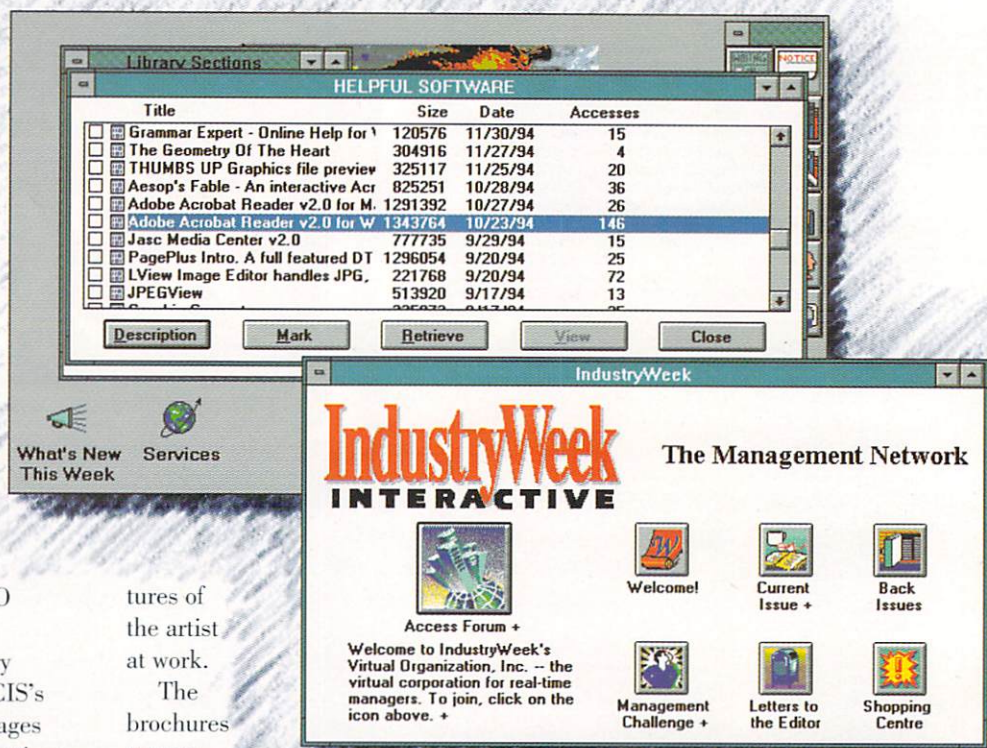 Library Sections
NOTICE
HELPFUL SOFTWARE
Title Size Date Accesses
Grammar Expert - Online Help for 120576 11/30/94 15
The Geometry Of The Heart 304916 11/27/94 4
THUMBS UP Graphics file preview 325117 11/25/94 20
Aesop's Fable - An interactive Acr 825251 10/28/94 36
Adobe Acrobat Reader v2.0 for M 1291392 10/27/94 26
Adobe Acrobat Reader v2.0 for W 1343764 10/23/94 146
Jasc Media Center v2.0 777735 9/29/94 15
PagePlus Intro. A full featured DT 1296054 9/20/94 25
LView Image Editor handles JPG, 221768 9/20/94 72
JPEGView 513920 9/17/94 13
Description Mark Retrieve View Close
What's New
This Week
Services
IndustryWeek
IndustryWeek
INTERACTIVE
The Management Network
Access Forum +
Welcome to IndustryWeek's
Virtual Organization, Inc. -- the
virtual corporation for real-time
managers. To join, click on the
icon above. +
Welcome!
Current
Issue +
Back
Issues
Management
Challenge +
Letters to
the Editor
Shopping
Centre
CIS's
tures of
the artist
at work.
The
brochures